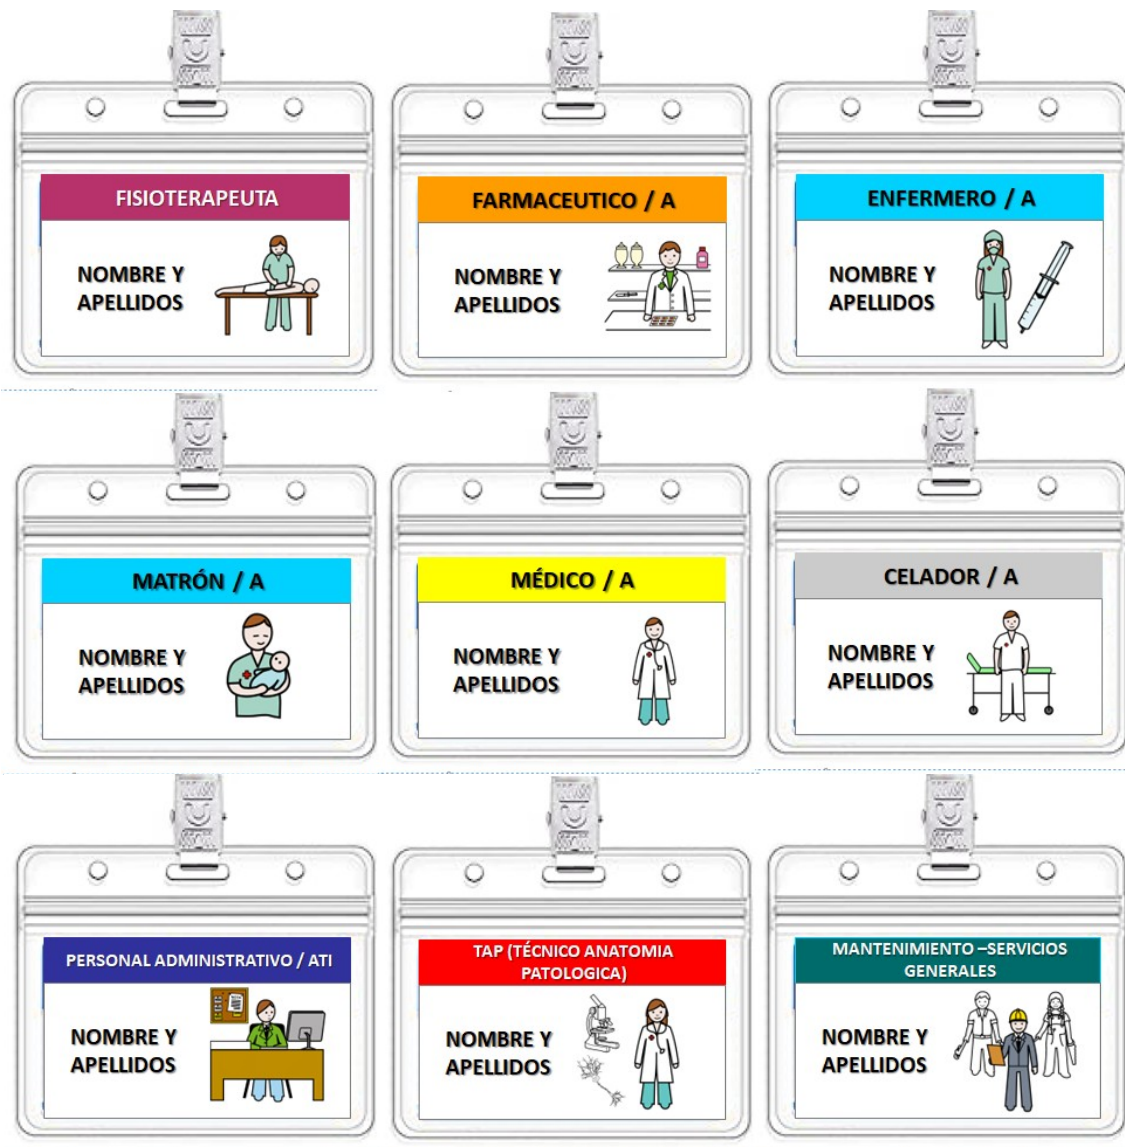 FISIOTERAPEUTA
NOMBRE Y
APELLIDOS
FARMACEUTICO / A
NOMBRE Y
APELLIDOS
ENFERMERO / A
NOMBRE Y
APELLIDOS
MATRÓN / A
NOMBRE Y
APELLIDOS
MÉDICO / A
NOMBRE Y
APELLIDOS
CELADOR / A
NOMBRE Y
APELLIDOS
PERSONAL ADMINISTRATIVO / ATI
NOMBRE Y
APELLIDOS
TAP (TÉCNICO ANATOMIA
PATOLOGICA)
NOMBRE Y
APELLIDOS
MANTENIMIENTO –SERVICIOS
GENERALES
NOMBRE Y
APELLIDOS